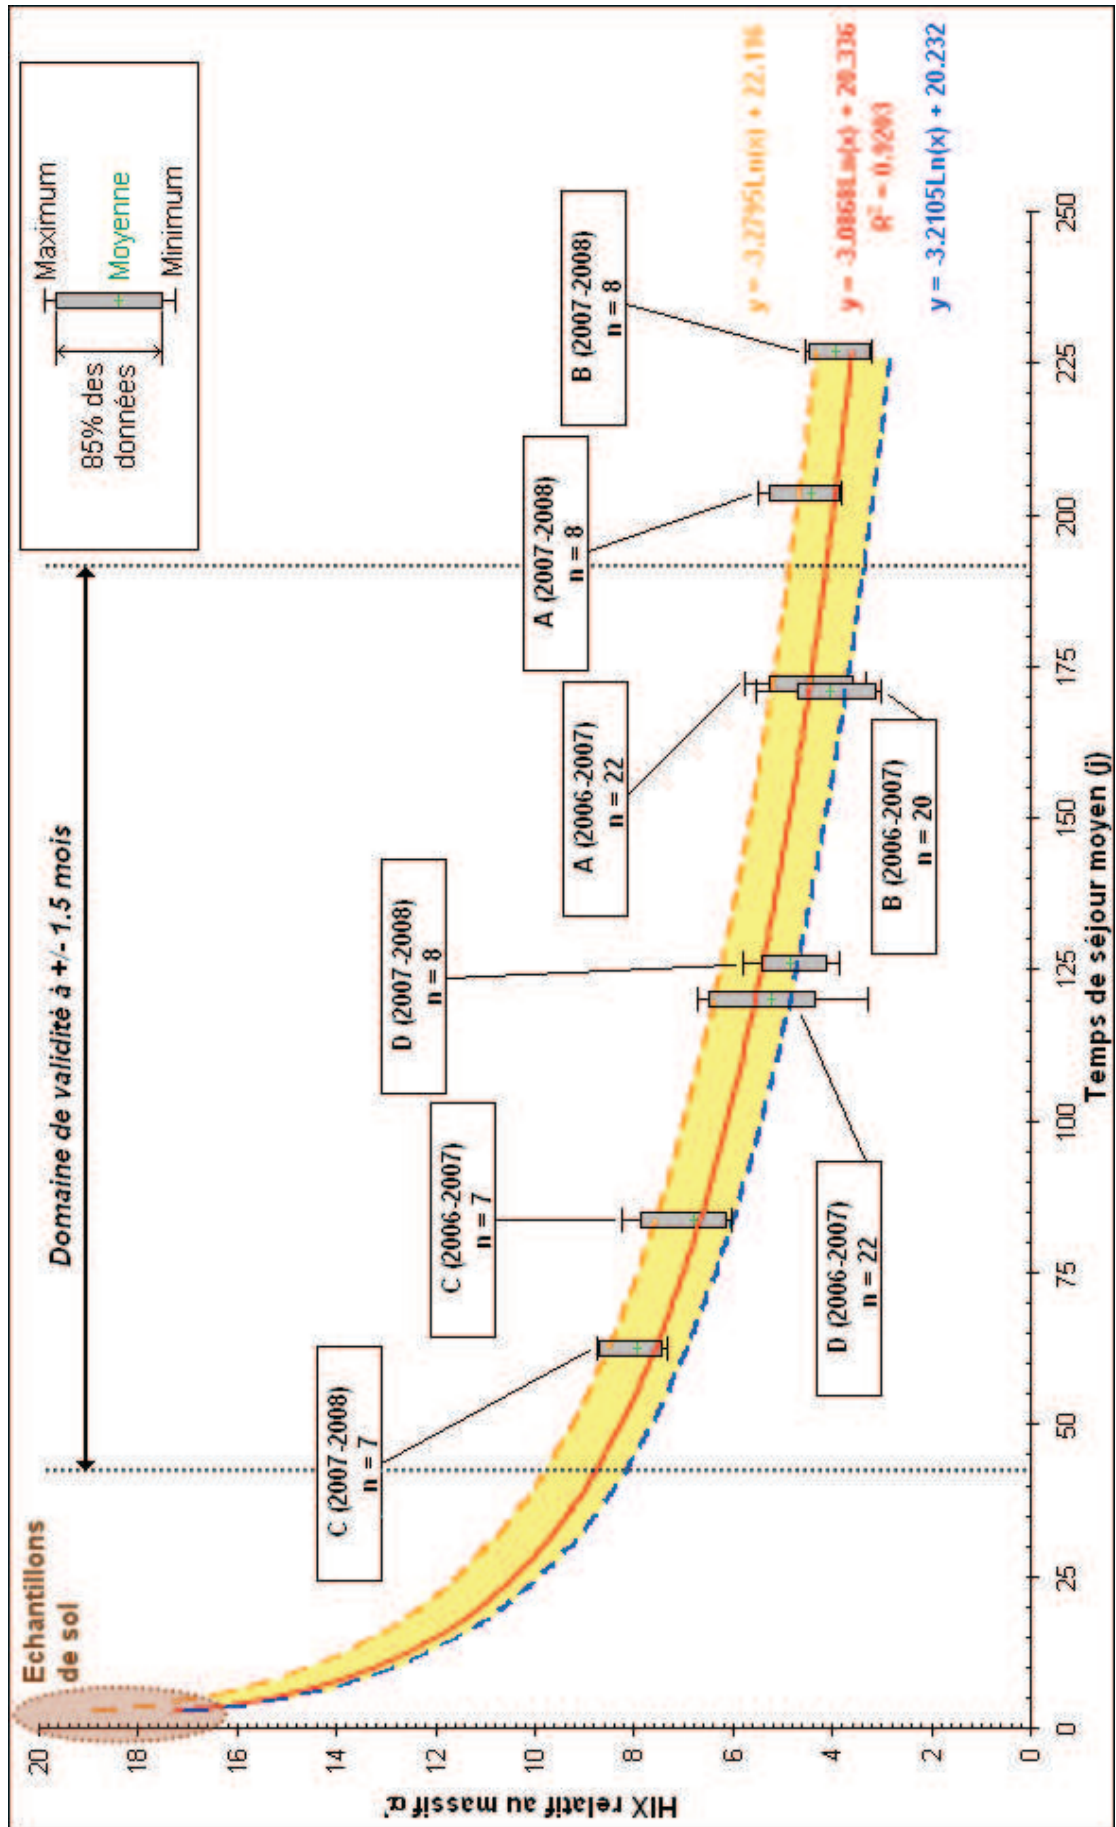 Echantillons
de sol
Domaine de validité à +/- 1.5 mois
85% des
données
Maximum
Moyenne
Minimum
C (2007-2008)
n = 7
C (2006-2007)
n = 7
D (2007-2008)
n = 8
A (2006-2007)
n = 22
A (2007-2008)
n = 8
B (2007-2008)
n = 8
D (2006-2007)
n = 22
B (2006-2007)
n = 20
y = -3.2795Ln(x) + 22.116
y = -3.0868Ln(x) + 20.336
R² = 0.9203
y = -3.2105Ln(x) + 20.232
HIX relatif au massif α'
20
18
16
14
12
10
8
6
4
2
0
0
25
50
75
100
125
150
175
200
225
250
Temps de séjour moyen (j)